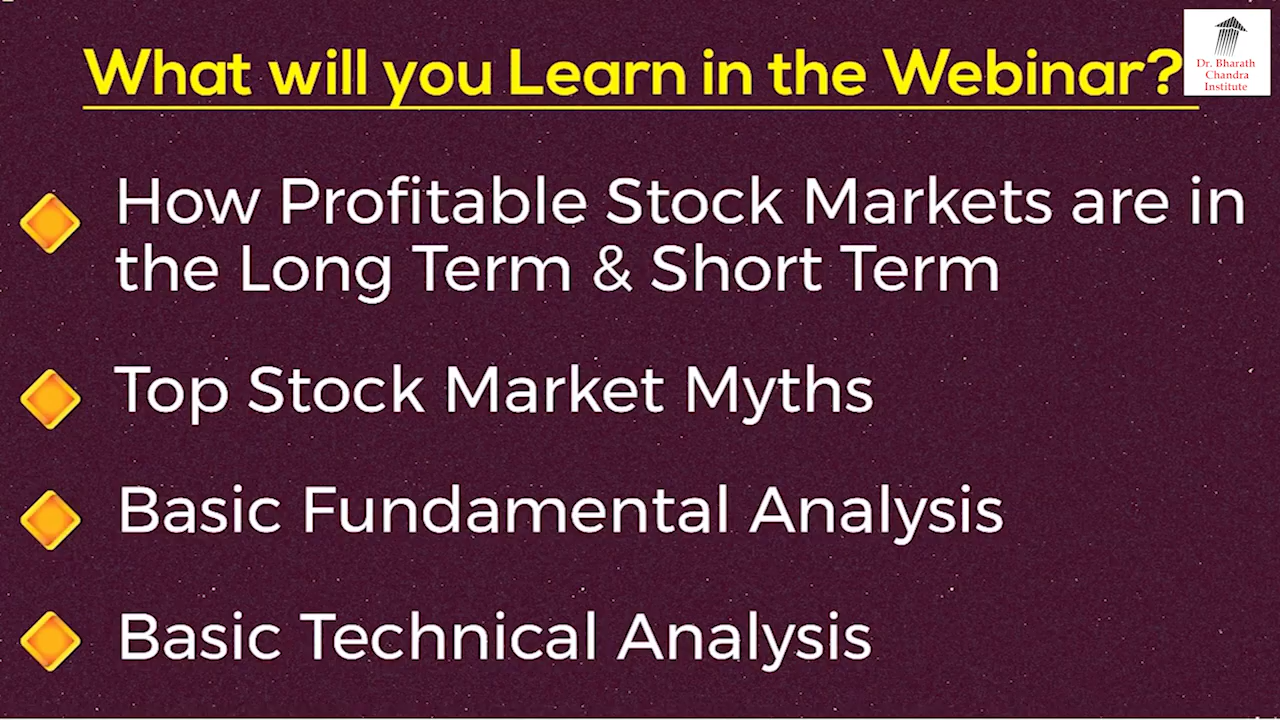 What will you Learn in the Webinar?
Dr. Bharath
Chandra
Institute
How Profitable Stock Markets are in
the Long Term & Short Term
Top Stock Market Myths
Basic Fundamental Analysis
Basic Technical Analysis